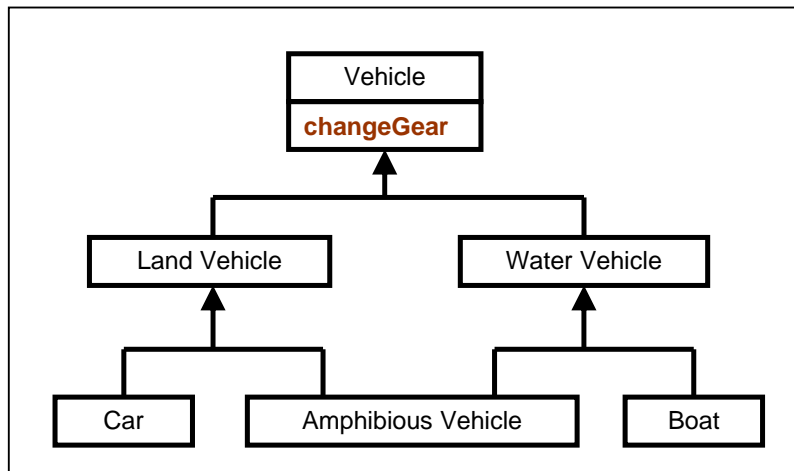 Vehicle
changeGear
Land Vehicle
Water Vehicle
Car
Amphibious Vehicle
Boat